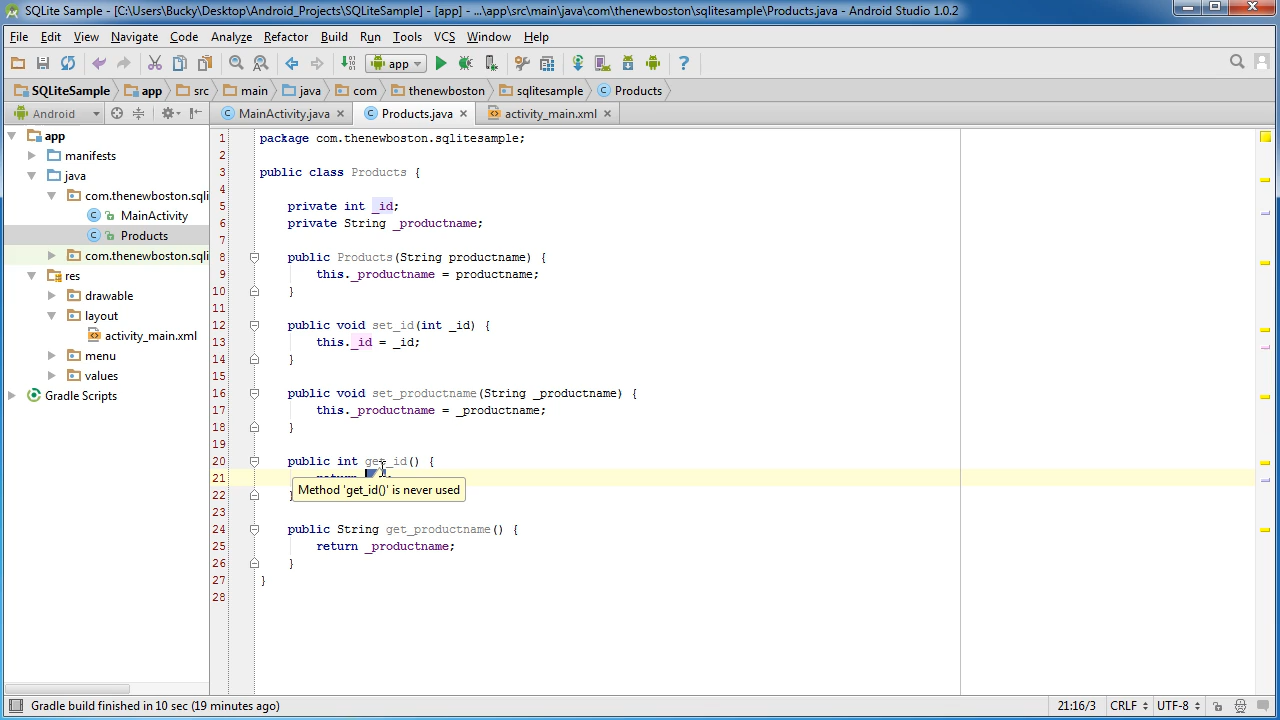 SQLite Sample - [C:\Users\Bucky\Desktop\Android_Projects\SQLiteSample] - [app] - ...\app\src\main\java\com\thenewboston\sqlitesample\Products.java - Android Studio 1.0.2
File Edit View Navigate Code Analyze Refactor Build Run Tools VCS Window Help
app
SQLiteSample app src main java com thenewboston sqlitesample Products
Android MainActivity.java Products.java activity_main.xml
app
manifests
java
com.thenewboston.sqli
MainActivity
Products
com.thenewboston.sqli
res
drawable
layout
activity_main.xml
menu
values
Gradle Scripts
1 package com.thenewboston.sqlitesample;
2
3 public class Products {
4
5 private int _id;
6 private String _productname;
7
8 public Products(String productname) {
9 this._productname = productname;
10 }
11
12 public void set_id(int _id) {
13 this._id = _id;
14 }
15
16 public void set_productname(String _productname) {
17 this._productname = _productname;
18 }
19
20 public int get_id() {
21 return ;
Method 'get_id()' is never used
22 }
23
24 public String get_productname() {
25 return _productname;
26 }
27 }
28
Gradle build finished in 10 sec (19 minutes ago) 21:16/3 CRLF UTF-8